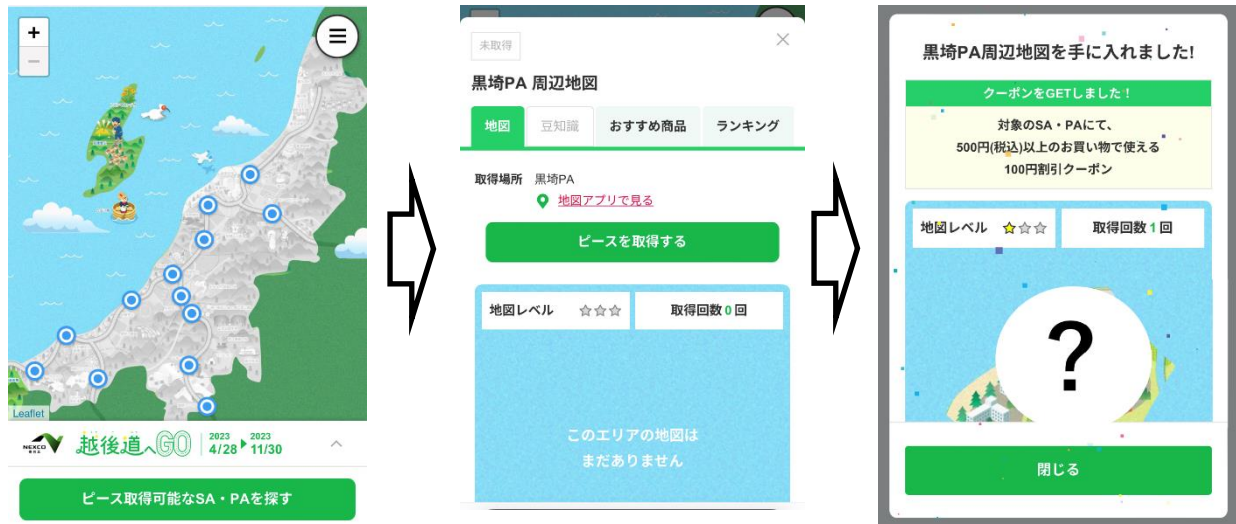 +
−
Leaflet
NEXCO
越後道へGO
2023
4/28
2023
11/30
ピース取得可能なSA・PAを探す
未取得
黒埼PA 周辺地図
地図
豆知識
おすすめ商品
ランキング
取得場所 黒埼PA
地図アプリで見る
ピースを取得する
地図レベル ☆☆☆
取得回数 0 回
このエリアの地図は
まだありません
黒埼PA周辺地図を手に入れました!
クーポンをGETしました!
対象のSA・PAにて、
500円(税込)以上のお買い物で使える
100円割引クーポン
地図レベル ★☆☆
取得回数 1 回
?
閉じる